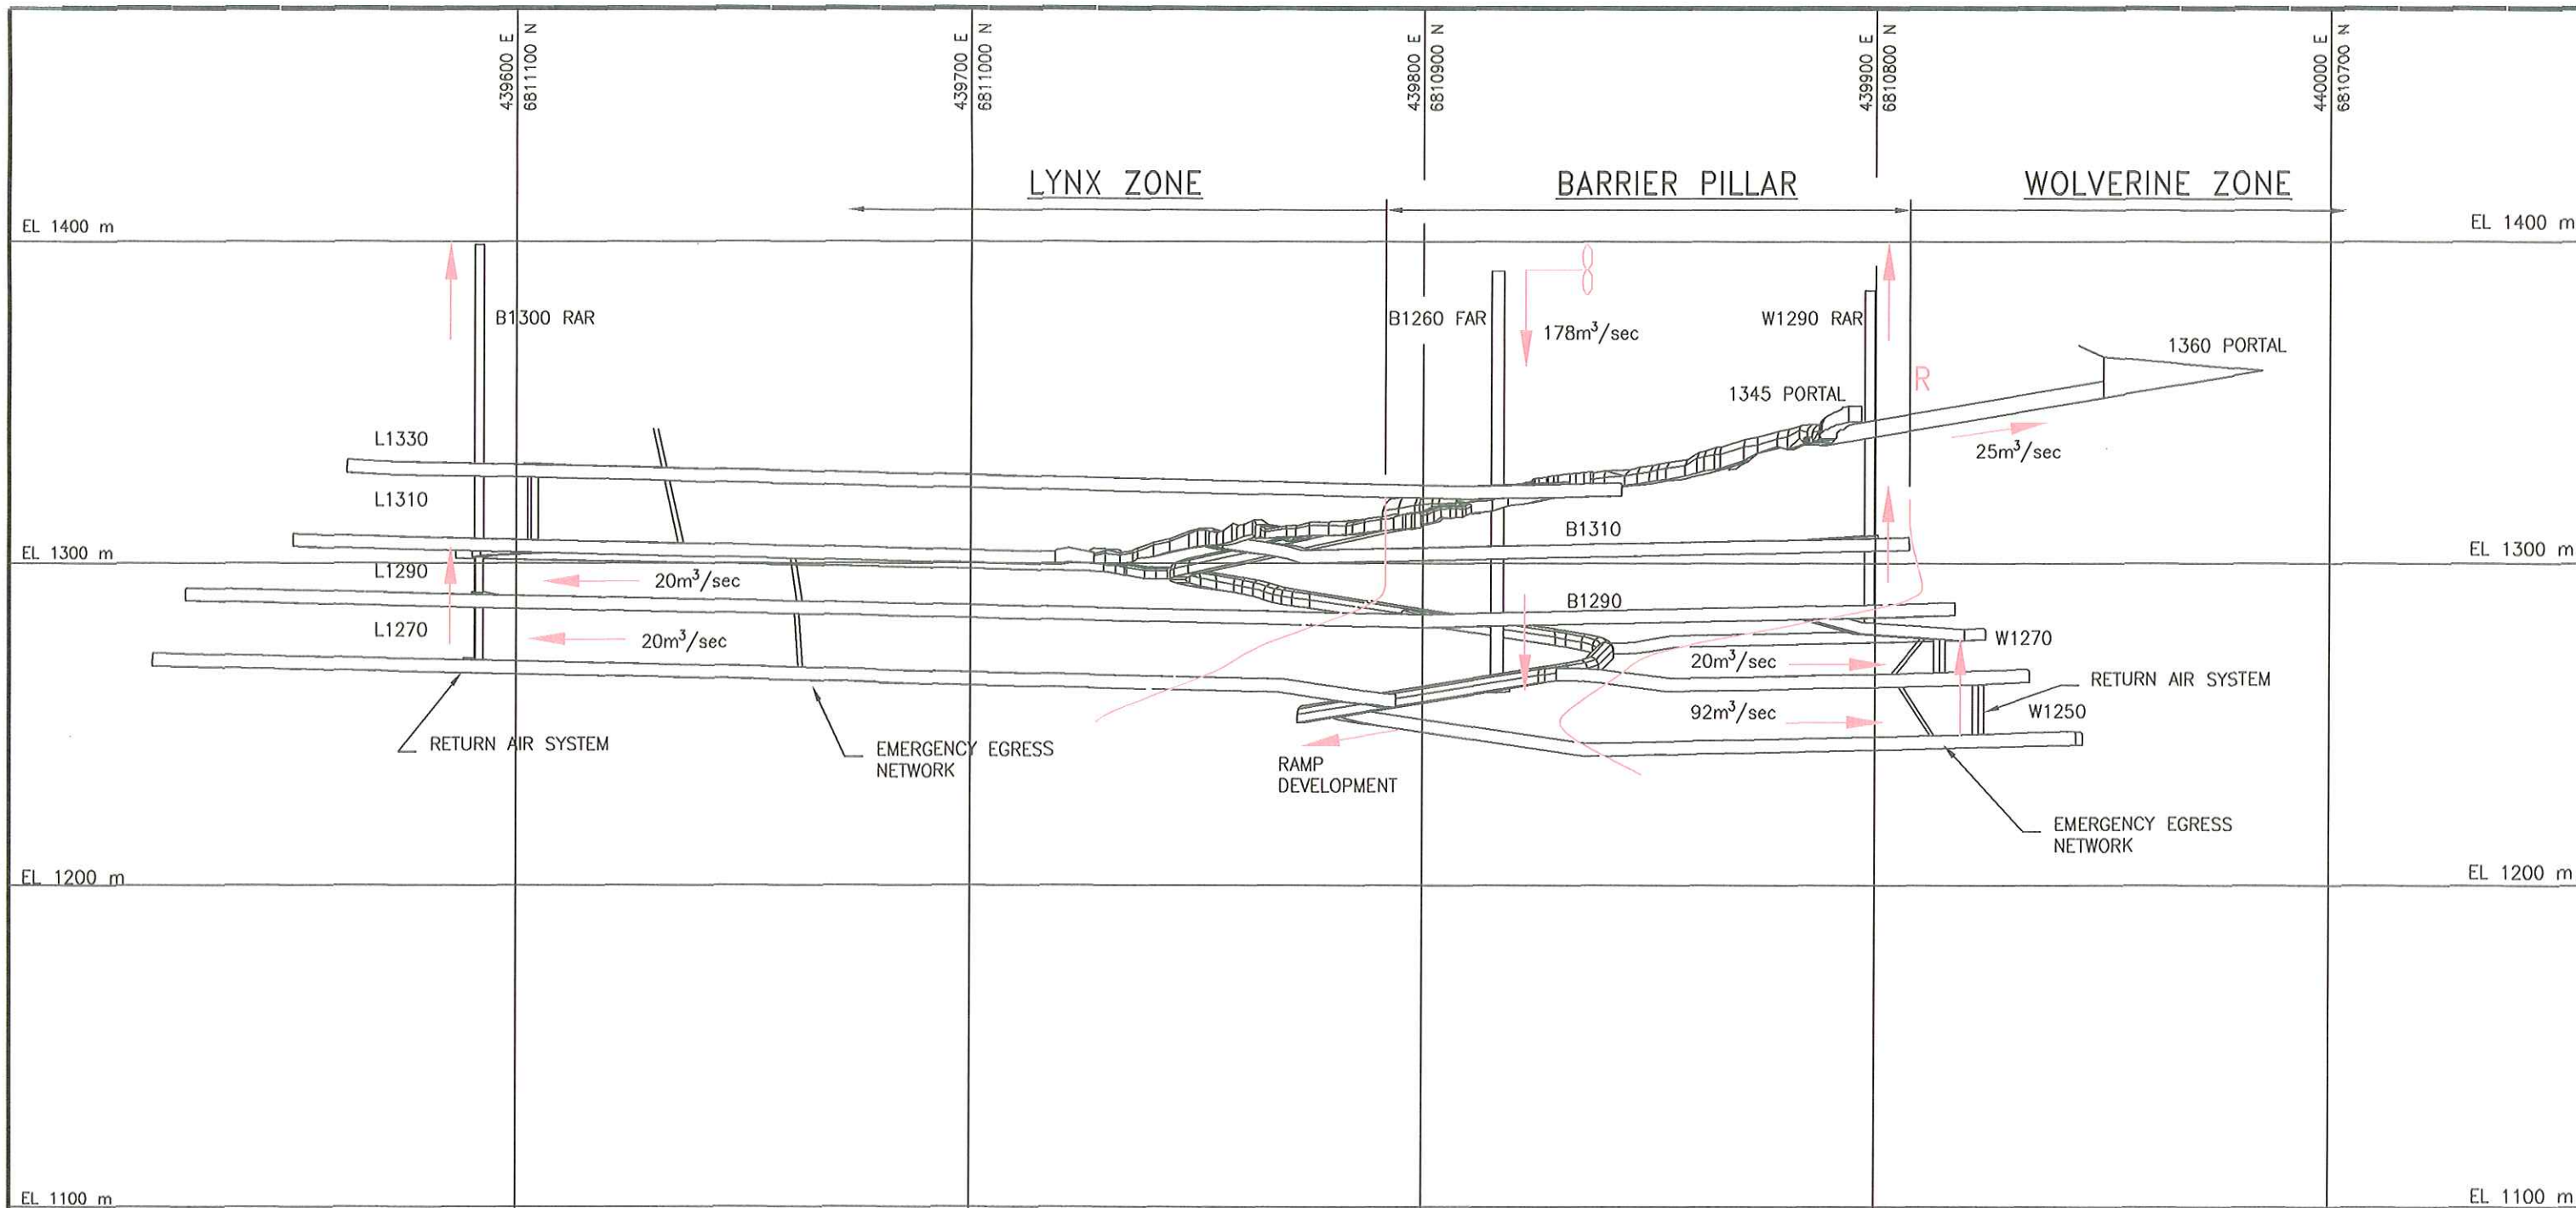 439600 E
6811100 N
439700 E
6811000 N
439800 E
6810900 N
439900 E
6810800 N
440000 E
6810700 N
LYNX ZONE
BARRIER PILLAR
WOLVERINE ZONE
EL 1400 m
EL 1400 m
B1300 RAR
B1260 FAR
178m³/sec
W1290 RAR
1360 PORTAL
R
1345 PORTAL
25m³/sec
L1330
L1310
B1310
EL 1300 m
EL 1300 m
L1290
20m³/sec
B1290
L1270
20m³/sec
W1270
20m³/sec
RETURN AIR SYSTEM
92m³/sec
W1250
RETURN AIR SYSTEM
EMERGENCY EGRESS
NETWORK
RAMP
DEVELOPMENT
EMERGENCY EGRESS
NETWORK
EL 1200 m
EL 1200 m
EL 1100 m
EL 1100 m